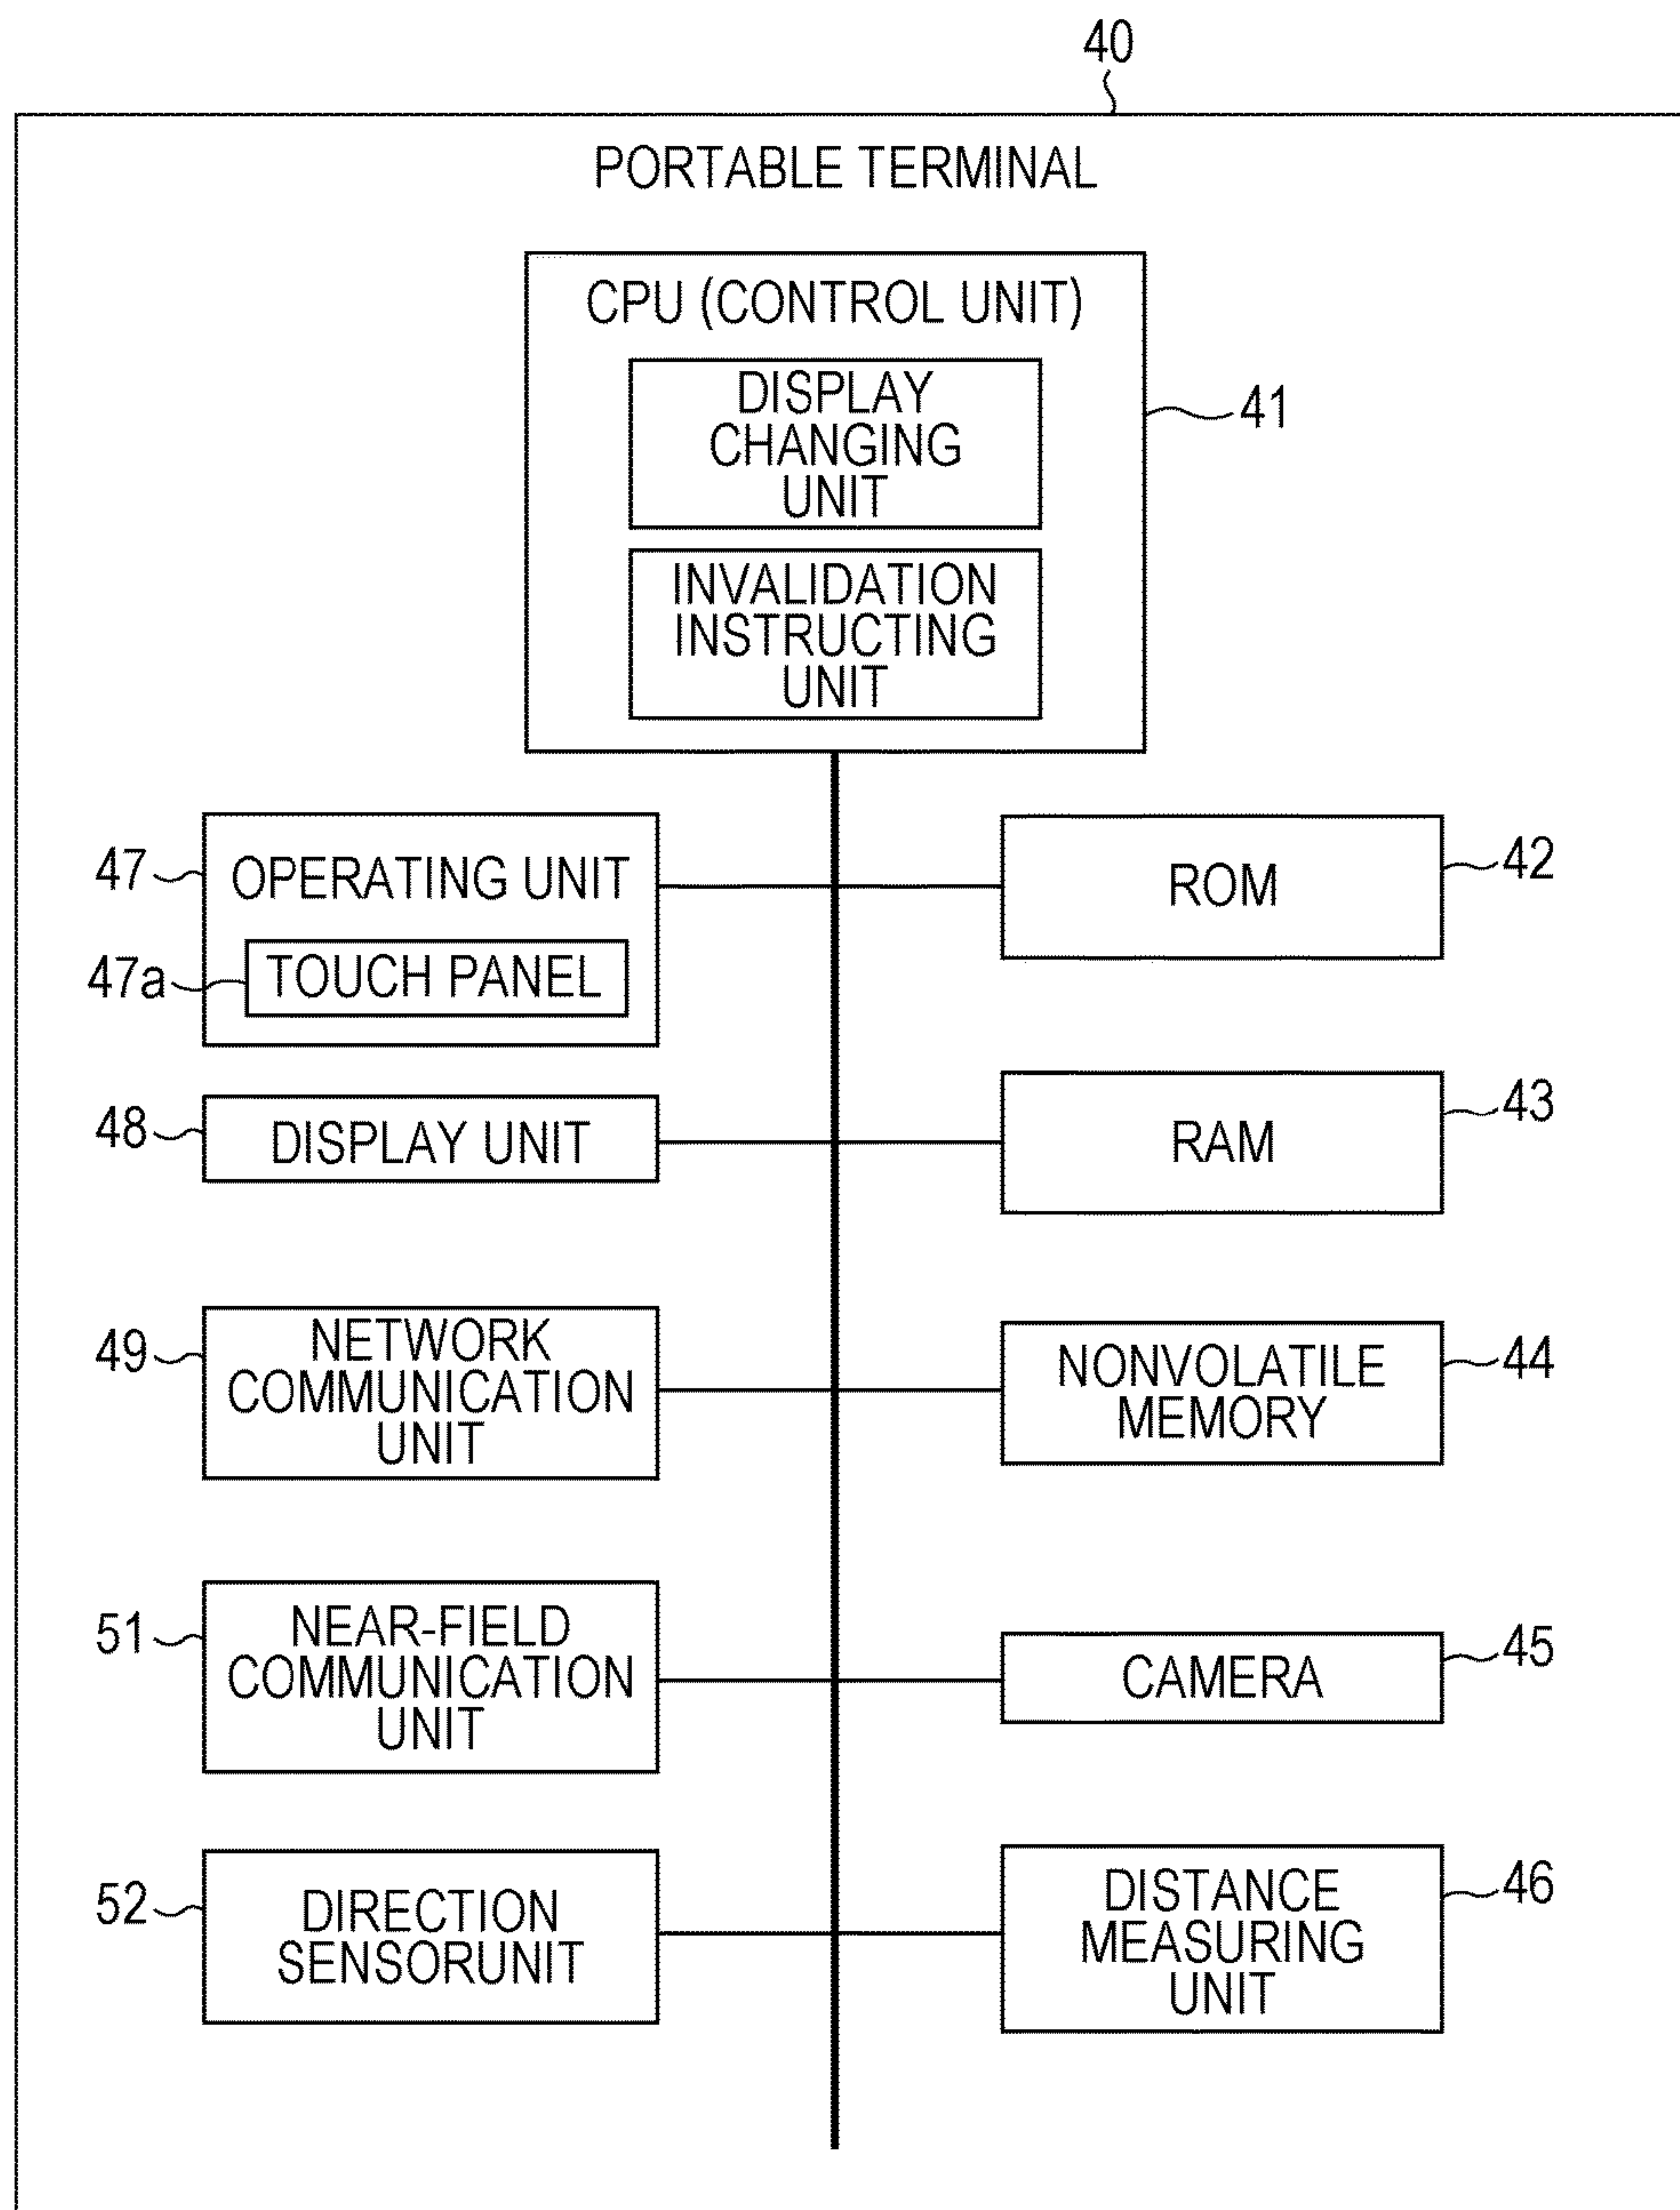 40
PORTABLE TERMINAL
CPU (CONTROL UNIT)
DISPLAY
CHANGING
UNIT
41
INVALIDATION
INSTRUCTING
UNIT
47
OPERATING UNIT
47a
TOUCH PANEL
ROM
42
48
DISPLAY UNIT
RAM
43
49
NETWORK
COMMUNICATION
UNIT
NONVOLATILE
MEMORY
44
51
NEAR-FIELD
COMMUNICATION
UNIT
CAMERA
45
52
DIRECTION
SENSORUNIT
DISTANCE
MEASURING
UNIT
46